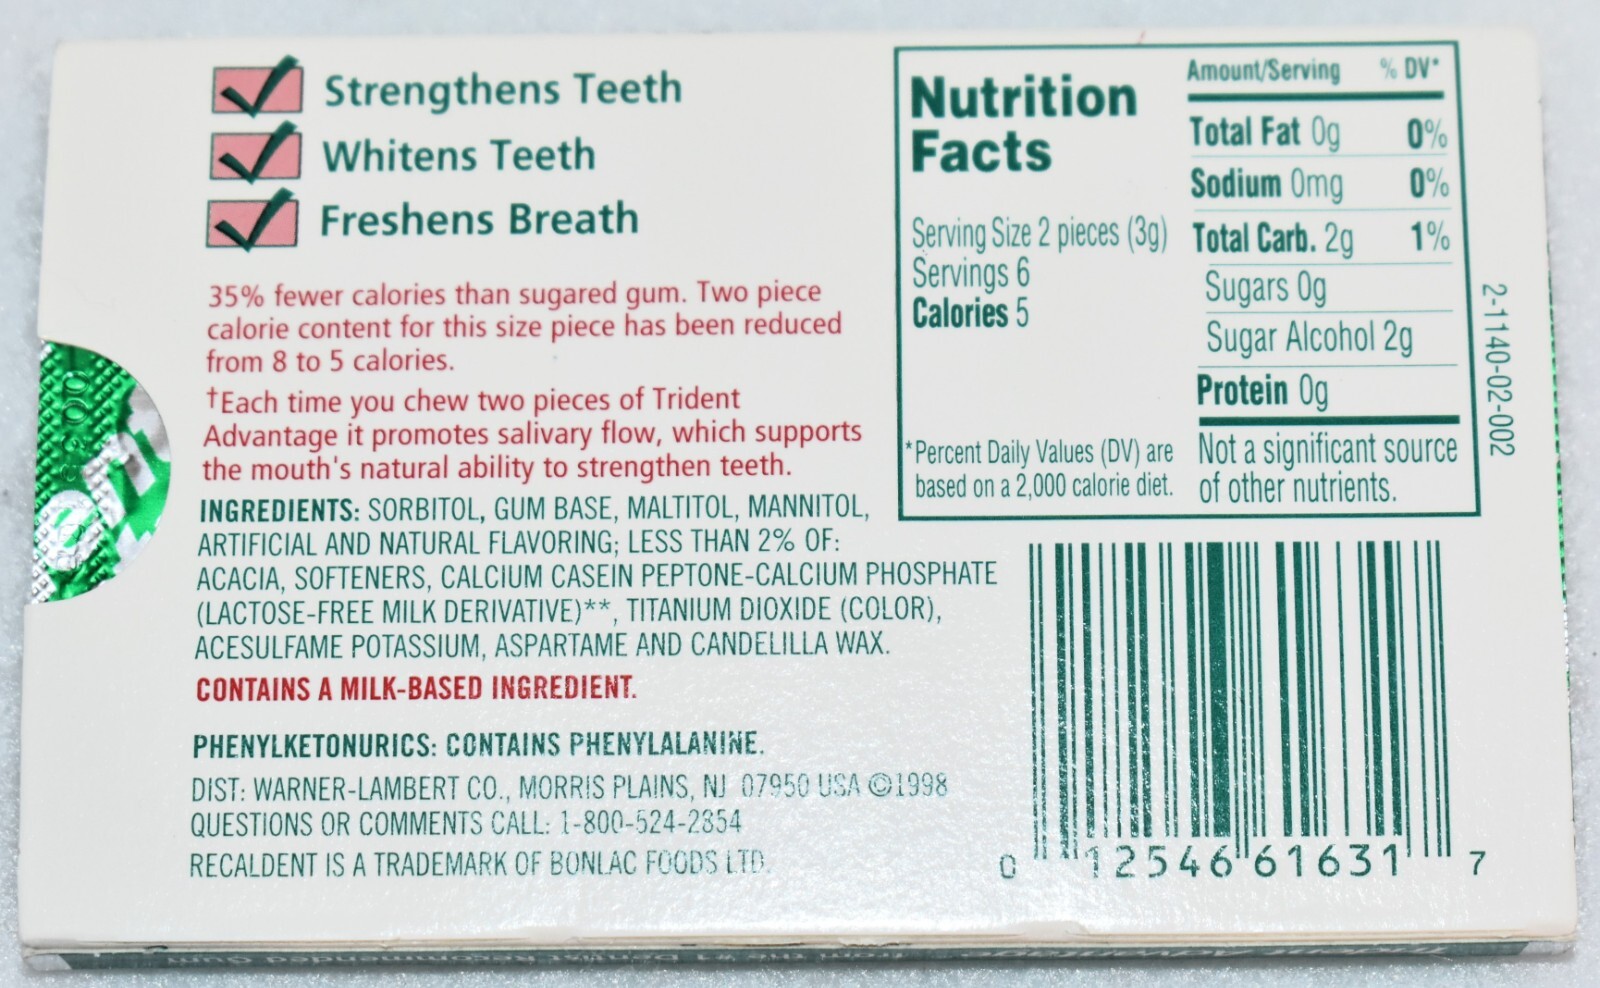 Strengthens Teeth
Whitens Teeth
Freshens Breath
35% fewer calories than sugared gum. Two piece
calorie content for this size piece has been reduced
from 8 to 5 calories.
†Each time you chew two pieces of Trident
Advantage it promotes salivary flow, which supports
the mouth's natural ability to strengthen teeth.
INGREDIENTS: SORBITOL, GUM BASE, MALTITOL, MANNITOL,
ARTIFICIAL AND NATURAL FLAVORING; LESS THAN 2% OF:
ACACIA, SOFTENERS, CALCIUM CASEIN PEPTONE-CALCIUM PHOSPHATE
(LACTOSE-FREE MILK DERIVATIVE)**, TITANIUM DIOXIDE (COLOR),
ACESULFAME POTASSIUM, ASPARTAME AND CANDELILLA WAX.
CONTAINS A MILK-BASED INGREDIENT.
PHENYLKETONURICS: CONTAINS PHENYLALANINE.
DIST: WARNER-LAMBERT CO., MORRIS PLAINS, NJ 07950 USA ©1998
QUESTIONS OR COMMENTS CALL: 1-800-524-2854
RECALDENT IS A TRADEMARK OF BONLAC FOODS LTD.
Nutrition
Facts
Serving Size 2 pieces (3g)
Servings 6
Calories 5
*Percent Daily Values (DV) are
based on a 2,000 calorie diet.
Amount/Serving % DV*
Total Fat 0g 0%
Sodium 0mg 0%
Total Carb. 2g 1%
Sugars 0g
Sugar Alcohol 2g
Protein 0g
Not a significant source
of other nutrients.
2-1140-02-002
0 12546 61631 7
Trident Advantage
from the #1 Dentist Recommended Gum